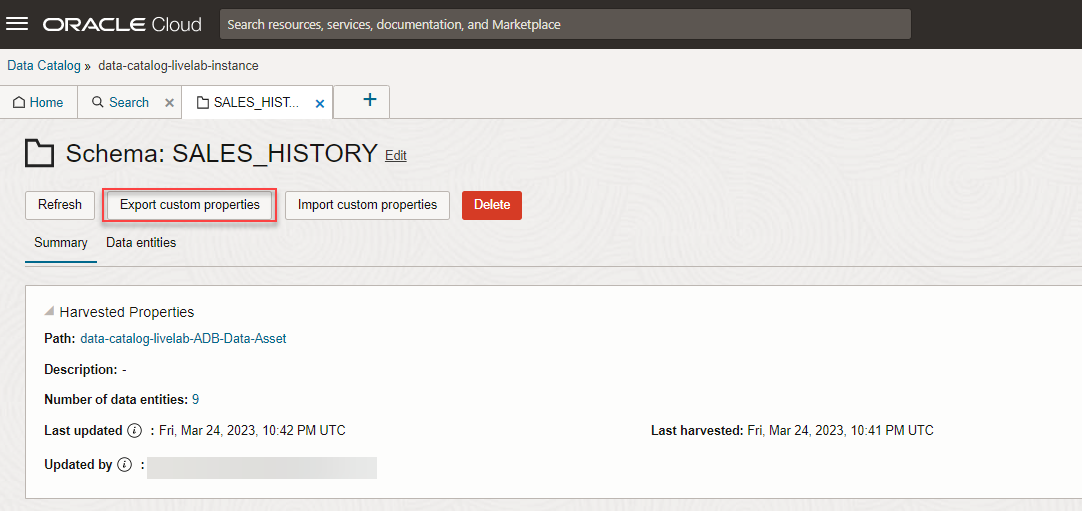 ORACLE Cloud Search resources, services, documentation, and Marketplace
Data Catalog » data-catalog-livelab-instance
Home Search × SALES_HIST... × +
Schema: SALES_HISTORY Edit
Refresh Export custom properties Import custom properties Delete
Summary Data entities
Harvested Properties
Path: data-catalog-livelab-ADB-Data-Asset
Description: -
Number of data entities: 9
Last updated i : Fri, Mar 24, 2023, 10:42 PM UTC Last harvested: Fri, Mar 24, 2023, 10:41 PM UTC
Updated by i :